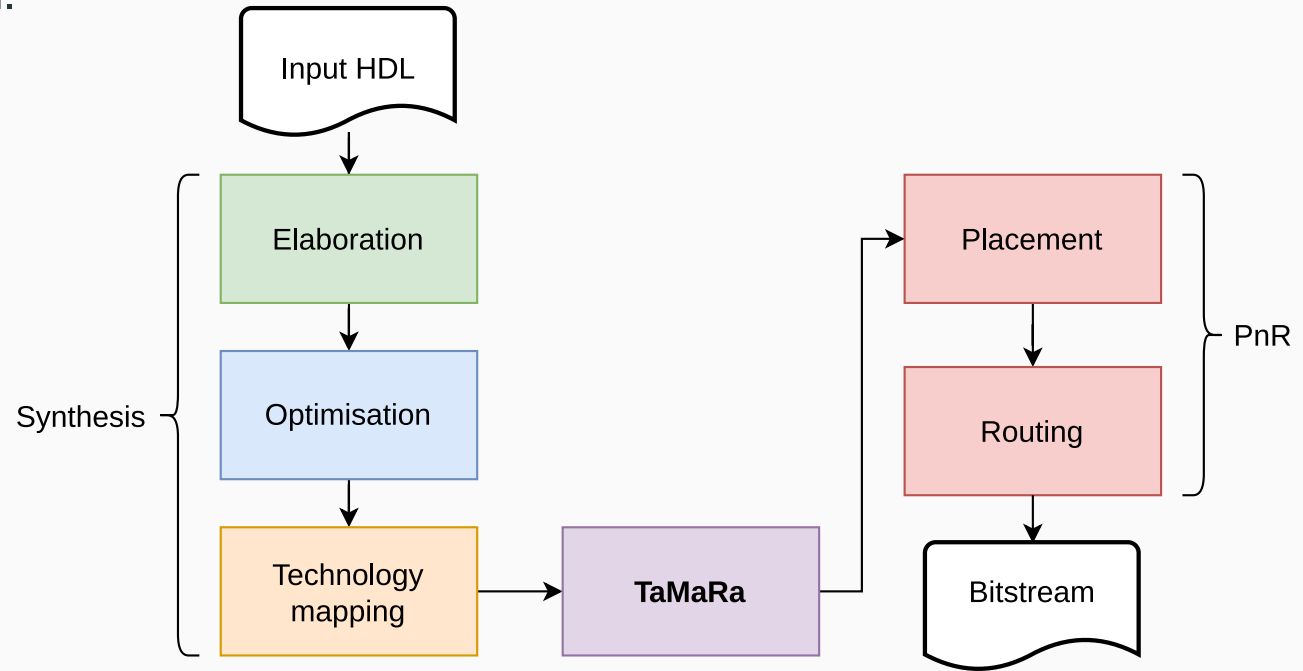 Input HDL
Elaboration
Optimisation
Synthesis
Technology
mapping
TaMaRa
Placement
Routing
PnR
Bitstream